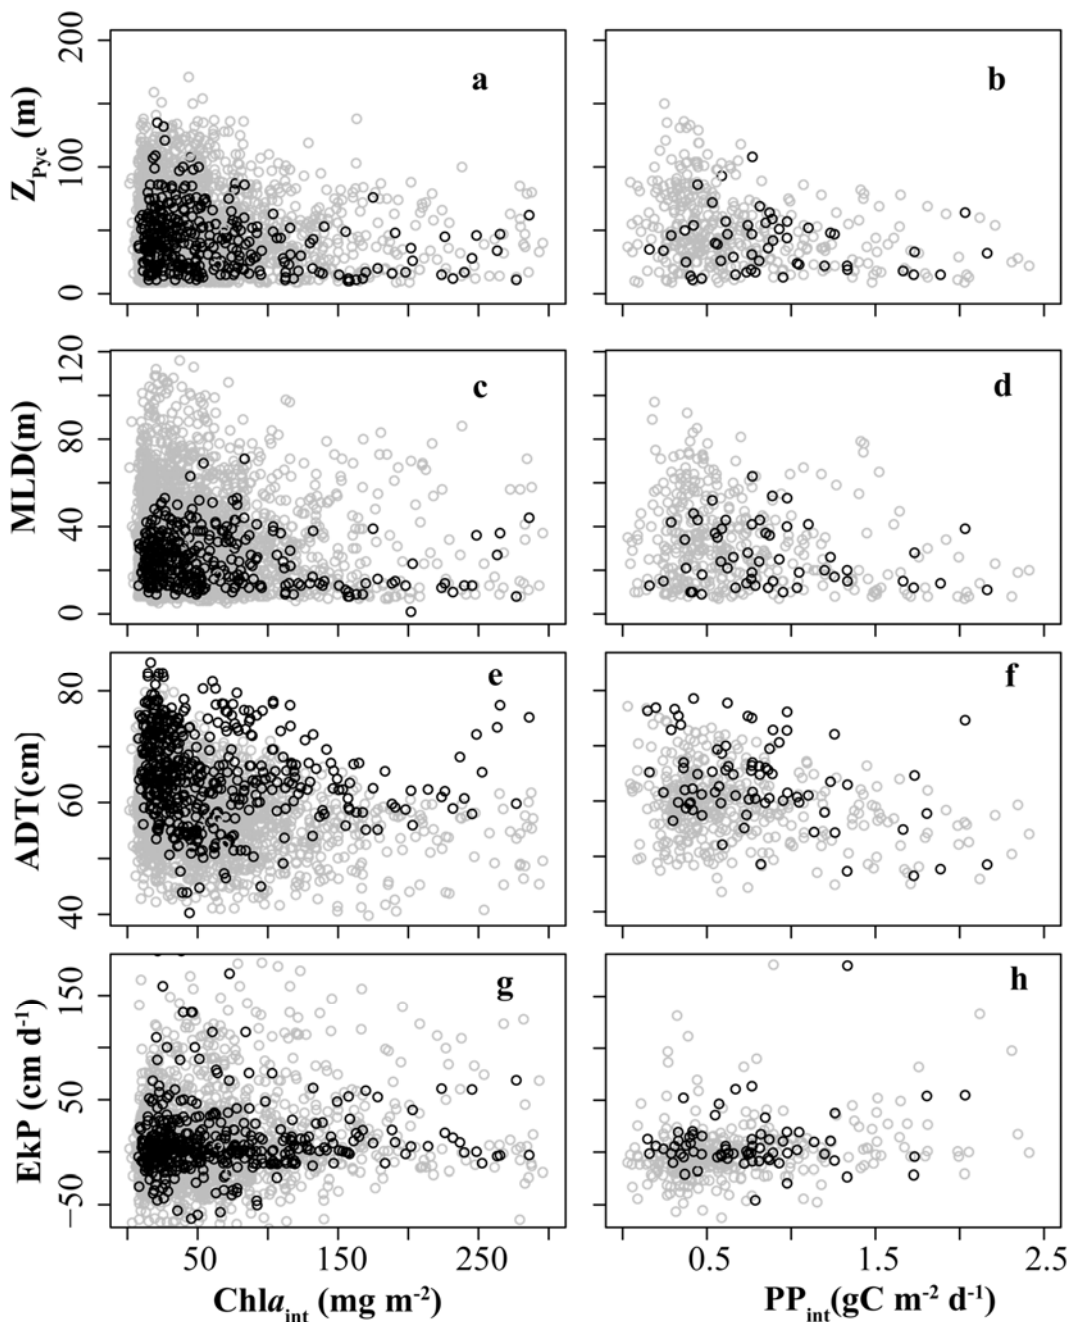 Z_Pyc (m)
200
100
0
a
b
MLD(m)
120
80
40
0
c
d
ADT(cm)
80
60
40
e
f
EkP (cm d⁻¹)
150
50
−50
g
h
50 150 250
0.5 1.5 2.5
Chla_int (mg m⁻²)
PP_int(gC m⁻² d⁻¹)